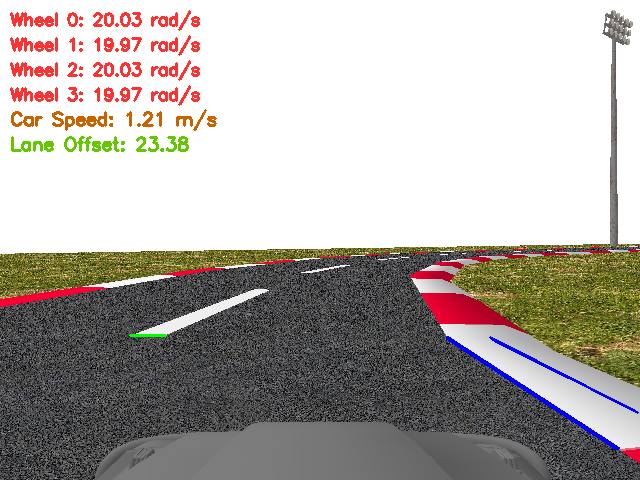 Wheel 0: 20.03 rad/s
Wheel 1: 19.97 rad/s
Wheel 2: 20.03 rad/s
Wheel 3: 19.97 rad/s
Car Speed: 1.21 m/s
Lane Offset: 23.38